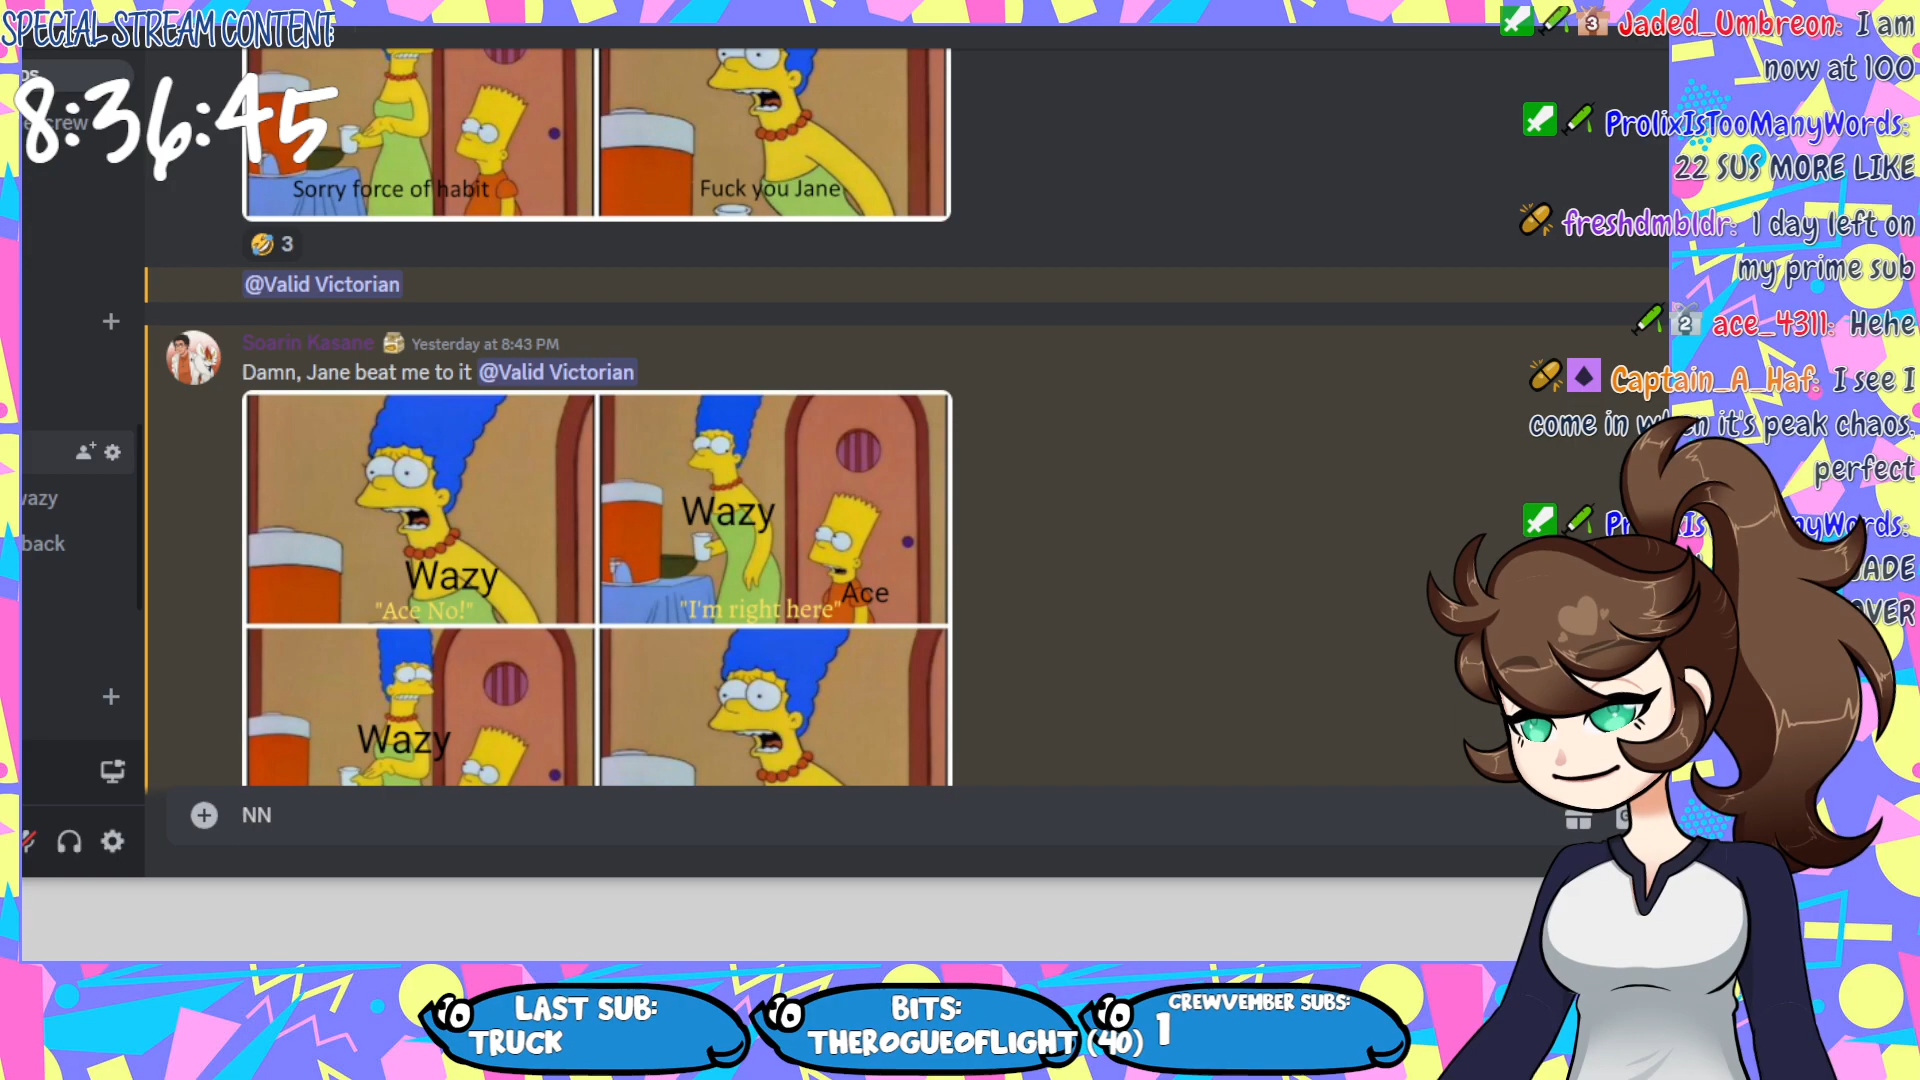 SPECIAL STREAM CONTENT:
8:36:45
crew
Sorry force of habit
Fuck you Jane
3
@Valid Victorian
Soarin Kasane Yesterday at 8:43 PM
Damn, Jane beat me to it @Valid Victorian
Wazy
"Ace No!"
Wazy
Ace
"I'm right here"
Wazy
back
NN
3 Jaded_Umbreon: I am
now at 100
ProlixIsTooManyWords:
22 SUS MORE LIKE
freshdmbldr: 1 day left on
my prime sub
2 ace_4311: Hehe
Captain_A_Haf: I see I
come in when it's peak chaos.
perfect
LAST SUB:
TRUCK
BITS:
THEROGUEOFLIGHT (40)
CREWVEMBER SUBS:
1